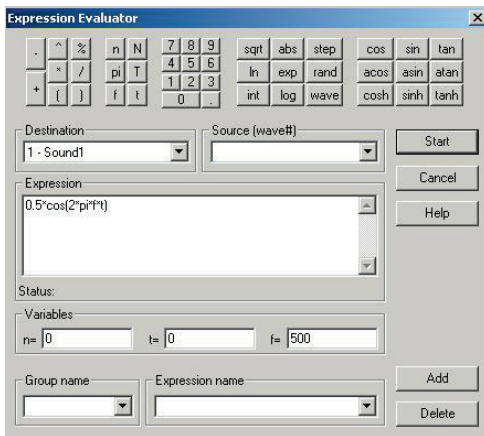 Expression Evaluator
- ^ % n N 7 8 9 sqrt abs step cos sin tan
* / pi T 4 5 6 ln exp rand acos asin atan
+ ( ) f t 1 2 3 int log wave cosh sinh tanh
0 .
Destination Source (wave#) Start
1 - Sound1
Cancel
Expression
0.5*cos(2*pi*f*t) Help
Status:
Variables
n= 0 t= 0 f= 500
Group name Expression name Add
Delete